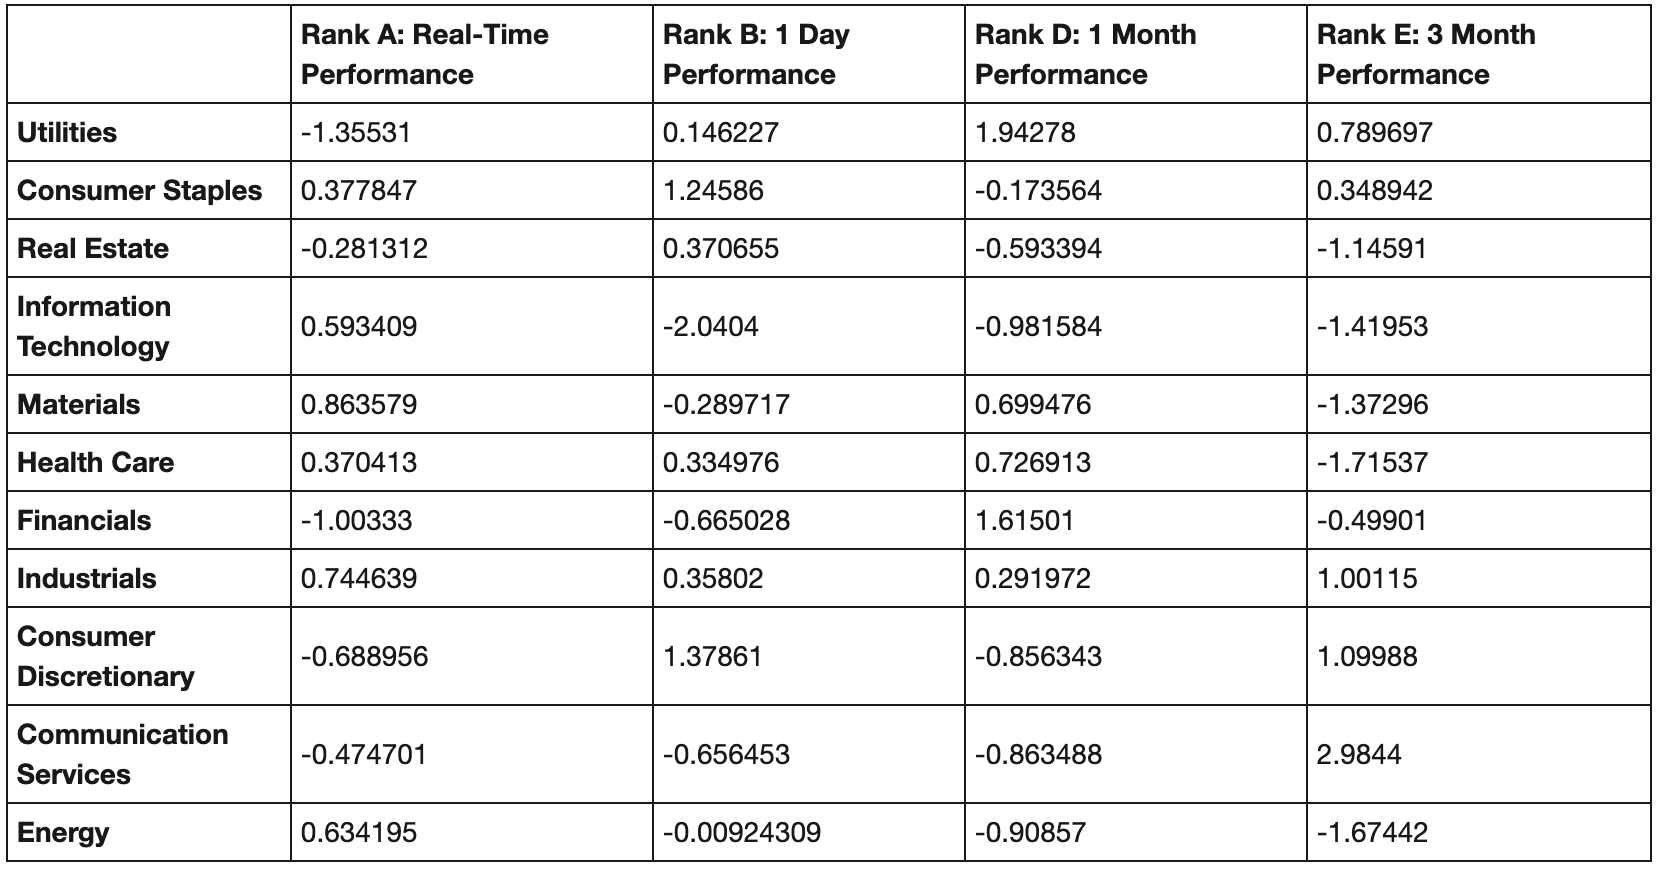 Rank A: Real-Time Performance Rank B: 1 Day Performance Rank D: 1 Month Performance Rank E: 3 Month Performance
Utilities -1.35531 0.146227 1.94278 0.789697
Consumer Staples 0.377847 1.24586 -0.173564 0.348942
Real Estate -0.281312 0.370655 -0.593394 -1.14591
Information Technology 0.593409 -2.0404 -0.981584 -1.41953
Materials 0.863579 -0.289717 0.699476 -1.37296
Health Care 0.370413 0.334976 0.726913 -1.71537
Financials -1.00333 -0.665028 1.61501 -0.49901
Industrials 0.744639 0.35802 0.291972 1.00115
Consumer Discretionary -0.688956 1.37861 -0.856343 1.09988
Communication Services -0.474701 -0.656453 -0.863488 2.9844
Energy 0.634195 -0.00924309 -0.90857 -1.67442